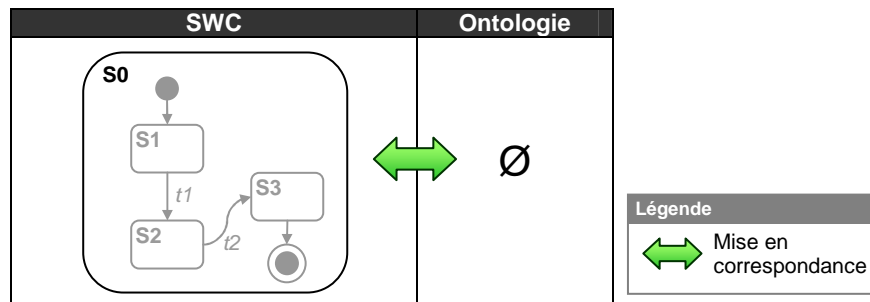 SWC
Ontologie
S0
S1
t1
S3
S2
t2
Ø
Légende
Mise en
correspondance